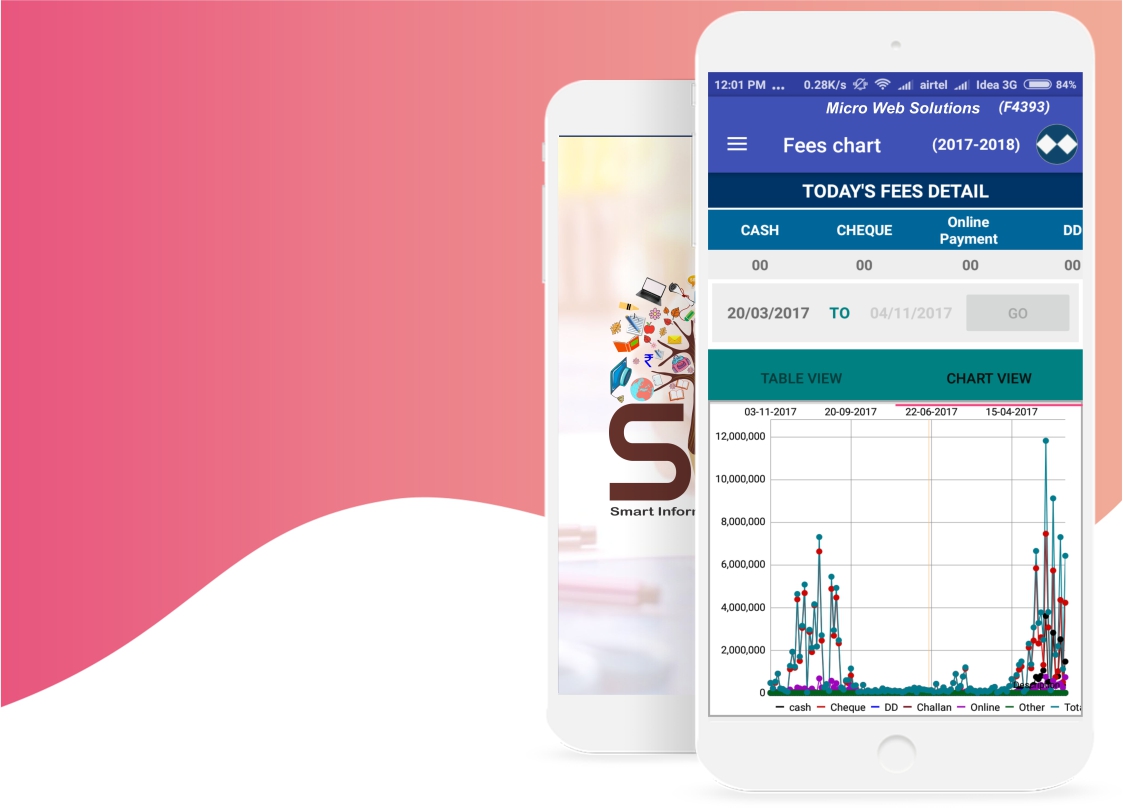 12:01 PM ... 0.28K/s airtel Idea 3G 84%
Micro Web Solutions (F4393)
Fees chart (2017-2018)
TODAY'S FEES DETAIL
CASH CHEQUE Online Payment DD
00 00 00 00
20/03/2017 TO 04/11/2017 GO
TABLE VIEW CHART VIEW
03-11-2017 20-09-2017 22-06-2017 15-04-2017
12,000,000
10,000,000
8,000,000
6,000,000
4,000,000
2,000,000
0
cash Cheque DD Challan Online Other Tota
₹
S
Smart Infor